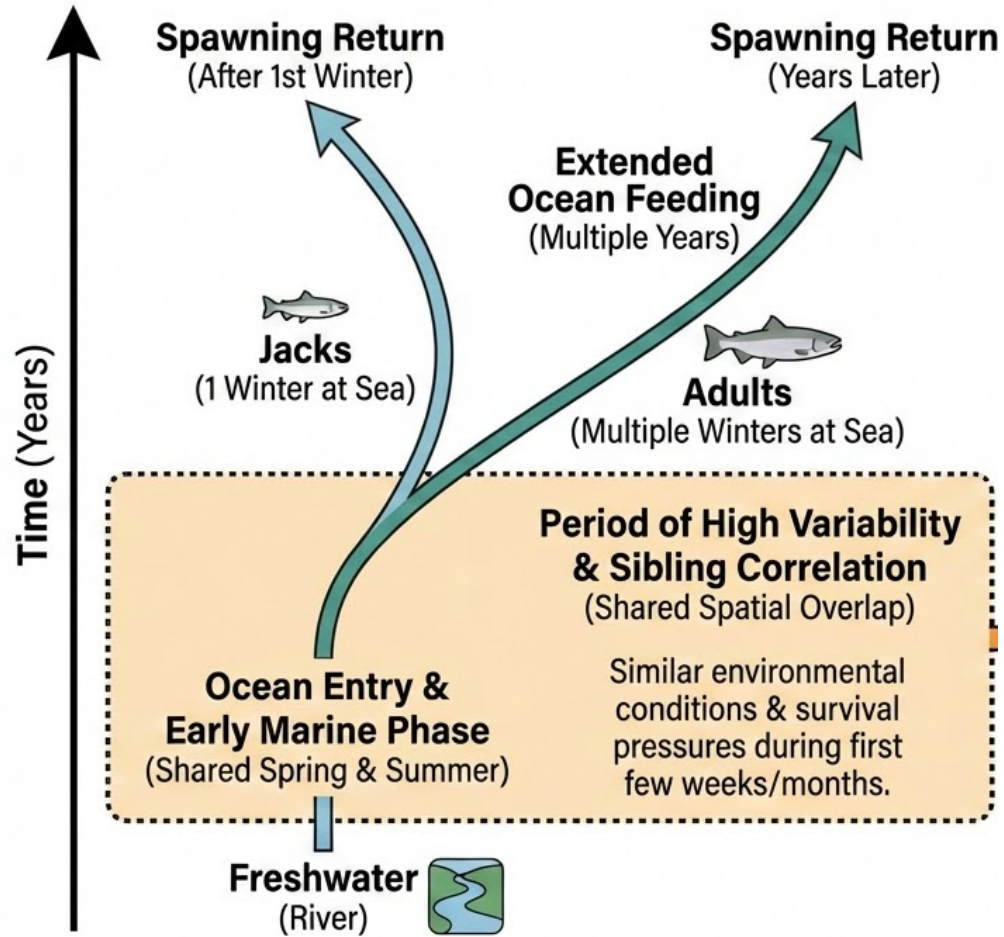 Spawning Return
(After 1st Winter)
Spawning Return
(Years Later)
Extended
Ocean Feeding
(Multiple Years)
Jacks
(1 Winter at Sea)
Adults
(Multiple Winters at Sea)
Time (Years)
Period of High Variability
& Sibling Correlation
(Shared Spatial Overlap)
Similar environmental
conditions & survival
pressures during first
few weeks/months.
Ocean Entry &
Early Marine Phase
(Shared Spring & Summer)
Freshwater
(River)